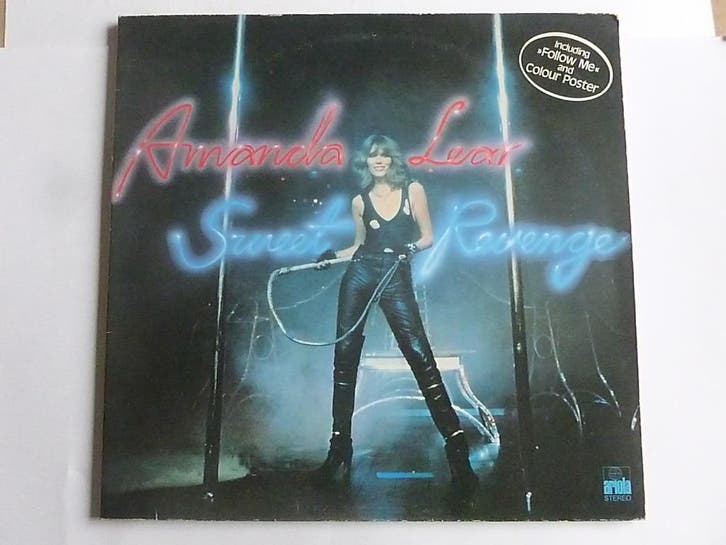 Including
»Follow Me«
and
Colour Poster
Amanda Lear
Sweet Revenge
ariola
STEREO